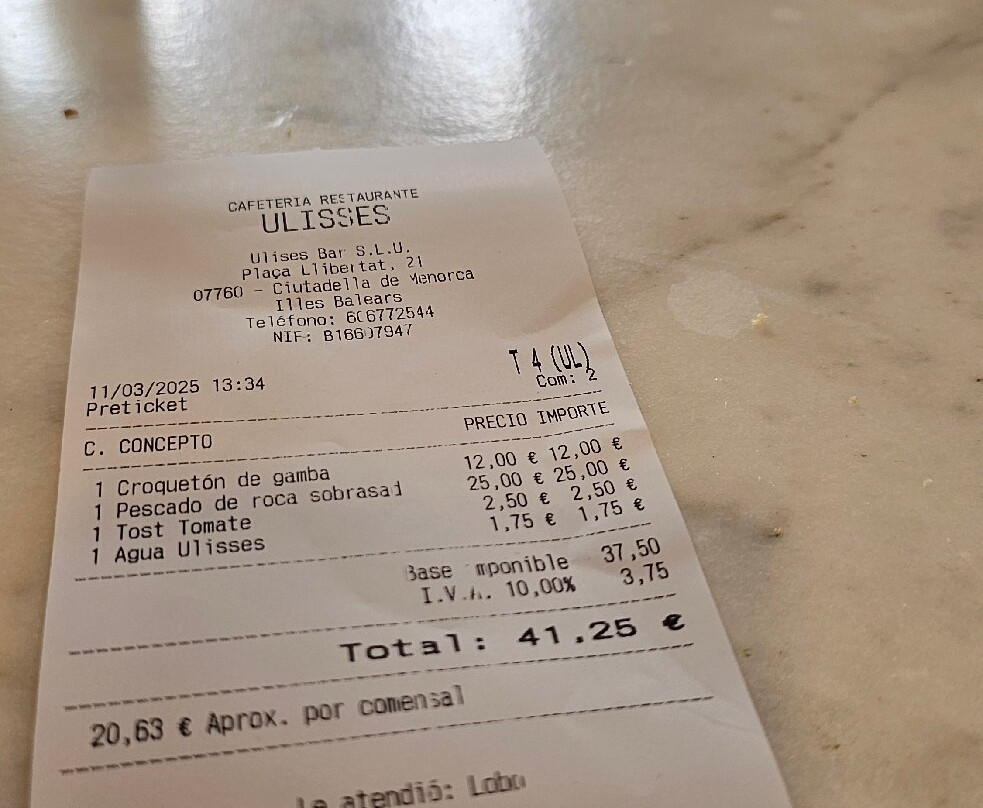 CAFETERIA RESTAURANTE
ULISSES
Ulises Bar S.L.U.
Plaça Llibertat, 21
07760 - Ciutadella de Menorca
Illes Balears
Teléfono: 606772544
NIF: B16607947
T 4 (UL)
Com: 2
11/03/2025 13:34
Preticket
C. CONCEPTO PRECIO IMPORTE
1 Croquetón de gamba 12,00 € 12,00 €
1 Pescado de roca sobrasad 25,00 € 25,00 €
1 Tost Tomate 2,50 € 2,50 €
1 Agua Ulisses 1,75 € 1,75 €
Base Imponible 37,50
I.V.A. 10,00% 3,75
Total: 41,25 €
20,63 € Aprox. por comensal
Le atendió: Lobo